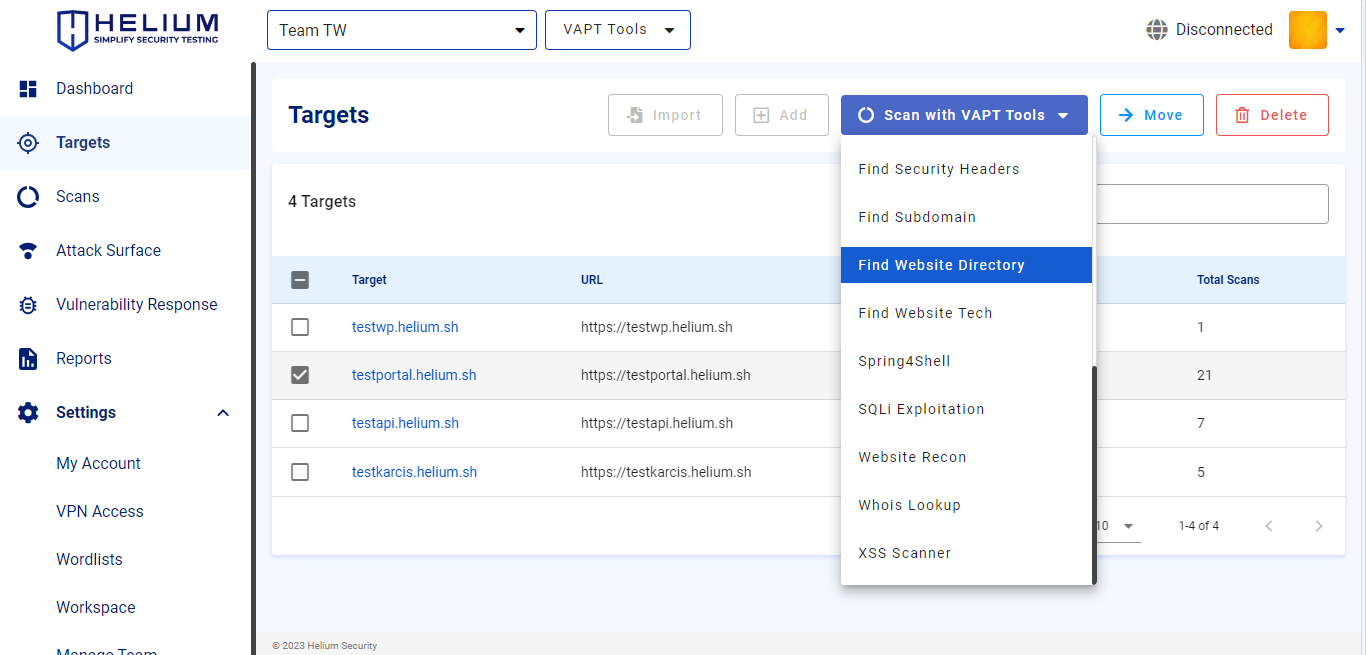 HELIUM
SIMPLIFY SECURITY TESTING
Team TW
VAPT Tools
Disconnected
Dashboard
Targets
Scans
Attack Surface
Vulnerability Response
Reports
Settings
My Account
VPN Access
Wordlists
Workspace
Manage Team
Targets
Import
Add
Scan with VAPT Tools
Move
Delete
Find Security Headers
Find Subdomain
Find Website Directory
Find Website Tech
Spring4Shell
SQLi Exploitation
Website Recon
Whois Lookup
XSS Scanner
4 Targets
Target URL Total Scans
testwp.helium.sh https://testwp.helium.sh 1
testportal.helium.sh https://testportal.helium.sh 21
testapi.helium.sh https://testapi.helium.sh 7
testkarcis.helium.sh https://testkarcis.helium.sh 5
10 1-4 of 4
© 2023 Helium Security